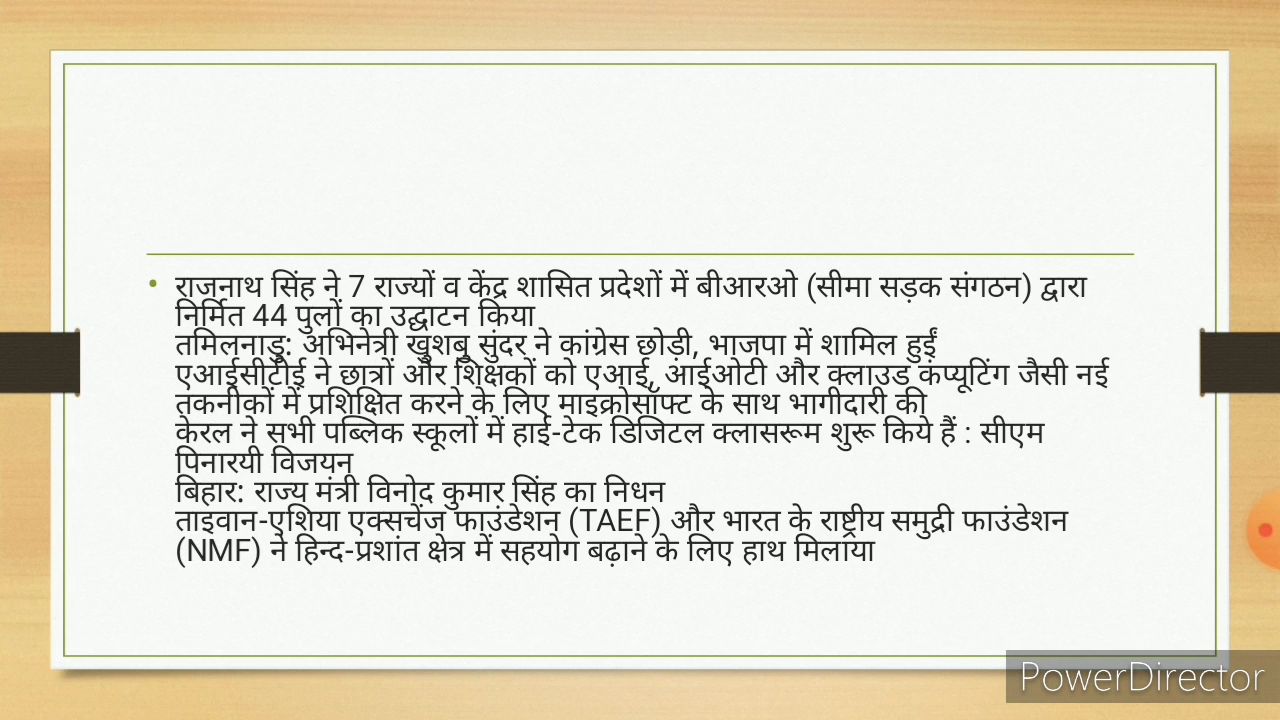 • राजनाथ सिंह ने 7 राज्यों व केंद्र शासित प्रदेशों में बीआरओ (सीमा सड़क संगठन) द्वारा
निर्मित 44 पुलों का उद्घाटन किया
तमिलनाडु: अभिनेत्री खुशबु सुंदर ने कांग्रेस छोड़ी, भाजपा में शामिल हुईं
एआईसीटीई ने छात्रों और शिक्षकों को एआई, आईओटी और क्लाउड कंप्यूटिंग जैसी नई
तकनीकों में प्रशिक्षित करने के लिए माइक्रोसॉफ्ट के साथ भागीदारी की
केरल ने सभी पब्लिक स्कूलों में हाई-टेक डिजिटल क्लासरूम शुरू किये हैं : सीएम
पिनारयी विजयन
बिहार: राज्य मंत्री विनोद कुमार सिंह का निधन
ताइवान-एशिया एक्सचेंज फाउंडेशन (TAEF) और भारत के राष्ट्रीय समुद्री फाउंडेशन
(NMF) ने हिन्द-प्रशांत क्षेत्र में सहयोग बढ़ाने के लिए हाथ मिलाया
PowerDirector